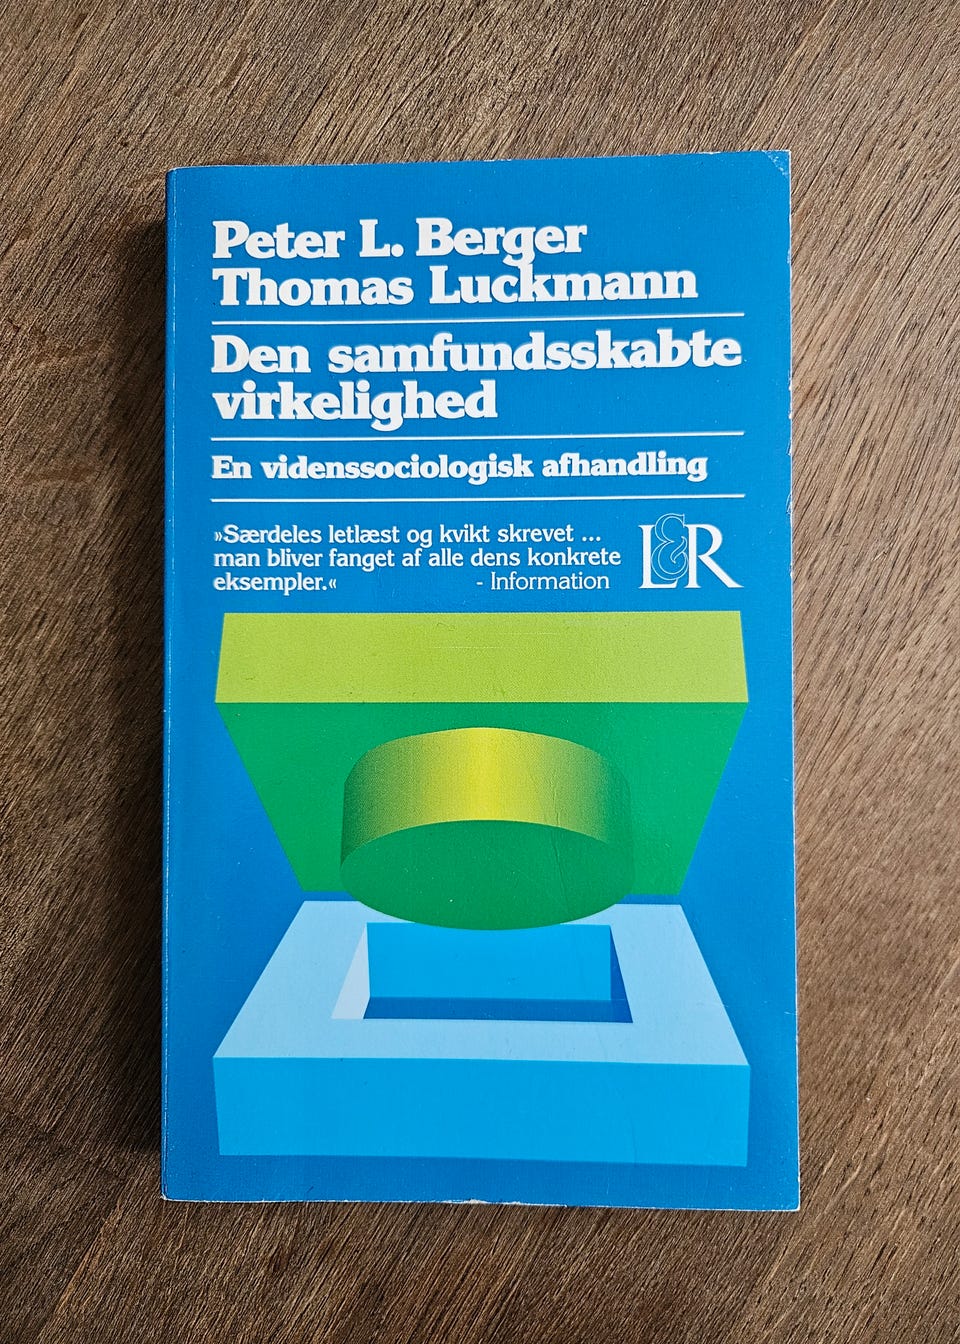 Peter L. Berger
Thomas Luckmann
Den samfundsskabte
virkelighed
En videnssociologisk afhandling
»Særdeles letlæst og kvikt skrevet ...
man bliver fanget af alle dens konkrete
eksempler.« - Information
L&R